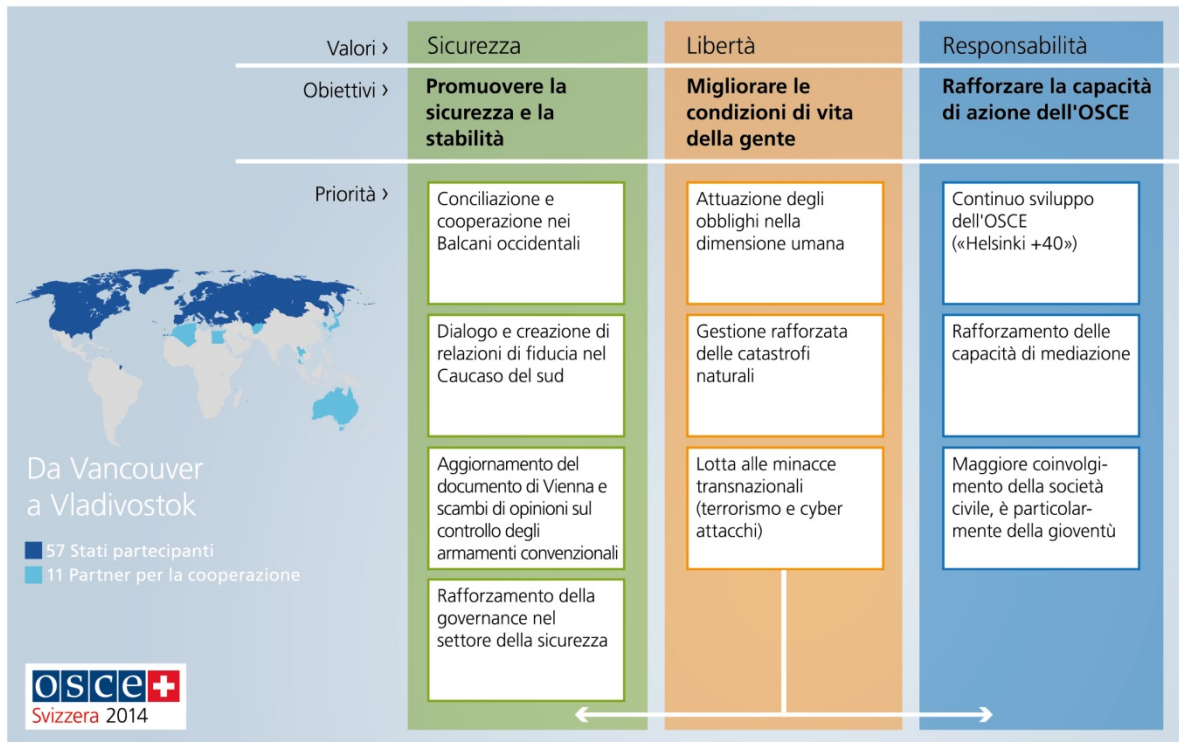 Valori ›
Sicurezza
Libertà
Responsabilità
Obiettivi ›
Promuovere la
sicurezza e la
stabilità
Migliorare le
condizioni di vita
della gente
Rafforzare la capacità
di azione dell'OSCE
Priorità ›
Conciliazione e
cooperazione nei
Balcani occidentali
Dialogo e creazione di
relazioni di fiducia nel
Caucaso del sud
Aggiornamento del
documento di Vienna e
scambi di opinioni sul
controllo degli
armamenti convenzionali
Rafforzamento della
governance nel
settore della sicurezza
Attuazione degli
obblighi nella
dimensione umana
Gestione rafforzata
delle catastrofi
naturali
Lotta alle minacce
transnazionali
(terrorismo e cyber
attacchi)
Continuo sviluppo
dell'OSCE
(«Helsinki +40»)
Rafforzamento delle
capacità di mediazione
Maggiore coinvolgi-
mento della società
civile, è particolar-
mente della gioventù
Da Vancouver
a Vladivostok
57 Stati partecipanti
11 Partner per la cooperazione
osce
Svizzera 2014